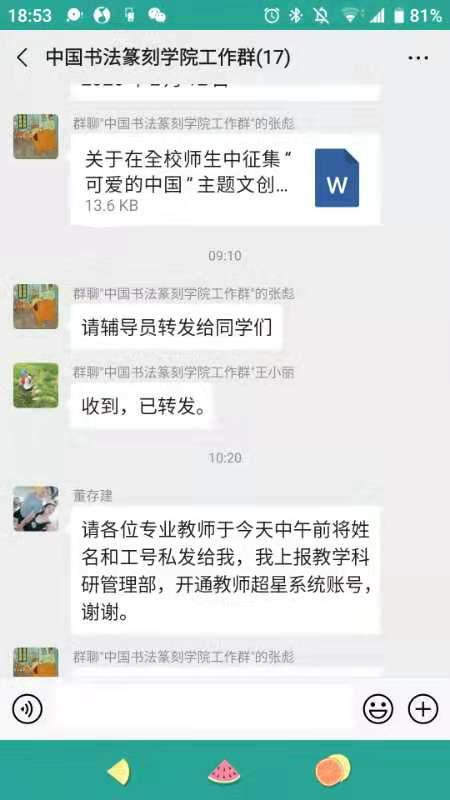 18:53
81%
中国书法篆刻学院工作群(17)
群聊"中国书法篆刻学院工作群"的张彪
关于在全校师生中征集“
可爱的中国”主题文创...
W
13.6 KB
09:10
群聊"中国书法篆刻学院工作群"的张彪
请辅导员转发给同学们
群聊"中国书法篆刻学院工作群"王小丽
收到，已转发。
10:20
董存建
请各位专业教师于今天中午前将姓
名和工号私发给我，我上报教学科
研管理部，开通教师超星系统账号，
谢谢。
群聊"中国书法篆刻学院工作群"的张彪